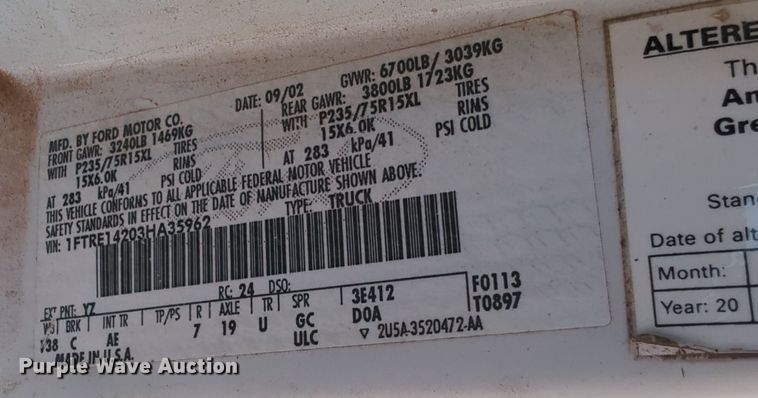 MFD. BY FORD MOTOR CO.
DATE: 09/02
GVWR: 6700LB/ 3039KG
FRONT GAWR: 3240LB 1469KG
REAR GAWR: 3800LB 1723KG
WITH P235/75R15XL TIRES
WITH P235/75R15XL TIRES
15X6.0K RINS
15X6.0K RINS
AT 283 kPa/41 PSI COLD
AT 283 kPa/41 PSI COLD
THIS VEHICLE CONFORMS TO ALL APPLICABLE FEDERAL MOTOR VEHICLE
SAFETY STANDARDS IN EFFECT ON THE DATE OF MANUFACTURE SHOWN ABOVE.
VIN: 1FTRE14203HA35962
TYPE: TRUCK
EXT PNT: YZ RC: 24 DSO:
WB BRK INT TR TP/PS R AXLE TR SPR 3E412 F0113
138 C AE 7 19 U GC DOA T0897
ULC ▽ 2U5A-3520472-AA
MADE IN U.S.A.
ALTERE
Th
An
Gre
Stan
Date of alt
Month:
Year: 20
Purple Wave Auction